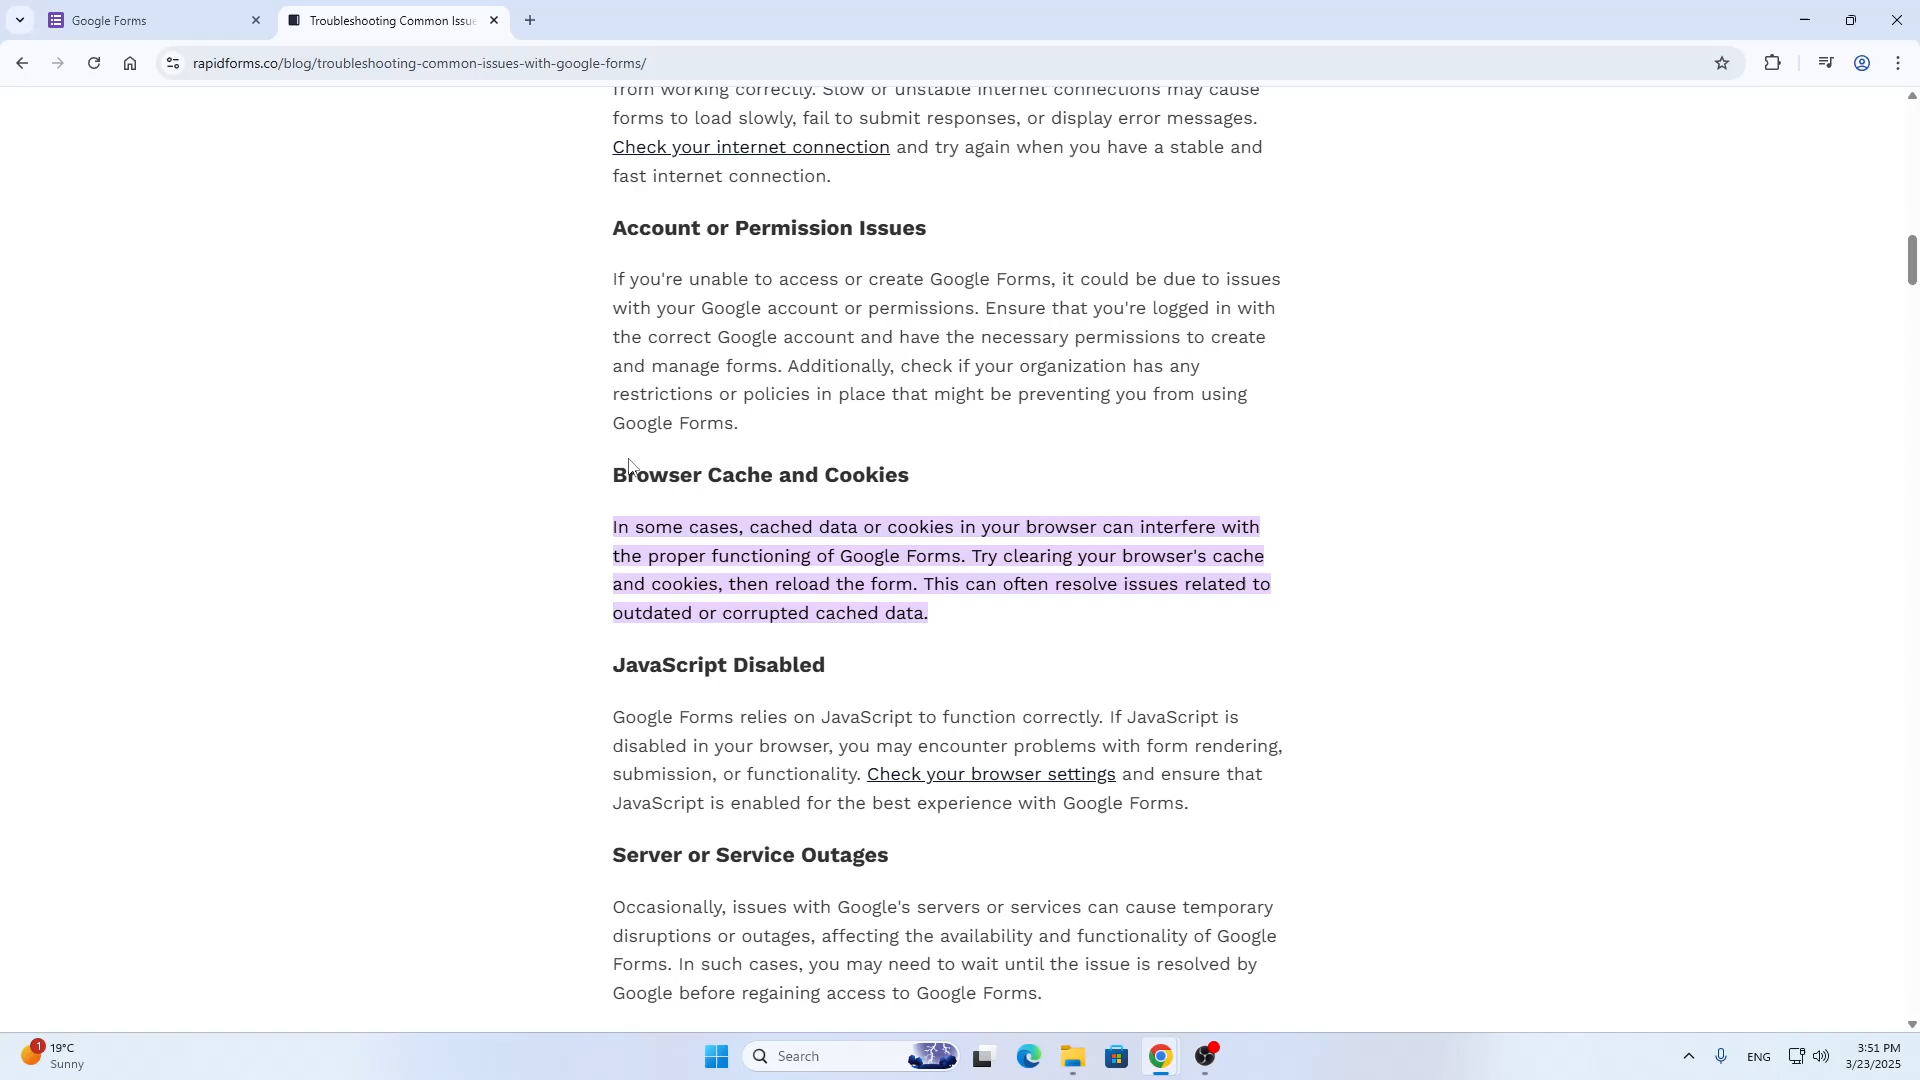 Google Forms
Troubleshooting Common Issue
rapidforms.co/blog/troubleshooting-common-issues-with-google-forms/
from working correctly. Slow or unstable internet connections may cause
forms to load slowly, fail to submit responses, or display error messages.
Check your internet connection and try again when you have a stable and
fast internet connection.
Account or Permission Issues
If you're unable to access or create Google Forms, it could be due to issues
with your Google account or permissions. Ensure that you're logged in with
the correct Google account and have the necessary permissions to create
and manage forms. Additionally, check if your organization has any
restrictions or policies in place that might be preventing you from using
Google Forms.
Browser Cache and Cookies
In some cases, cached data or cookies in your browser can interfere with
the proper functioning of Google Forms. Try clearing your browser's cache
and cookies, then reload the form. This can often resolve issues related to
outdated or corrupted cached data.
JavaScript Disabled
Google Forms relies on JavaScript to function correctly. If JavaScript is
disabled in your browser, you may encounter problems with form rendering,
submission, or functionality. Check your browser settings and ensure that
JavaScript is enabled for the best experience with Google Forms.
Server or Service Outages
Occasionally, issues with Google's servers or services can cause temporary
disruptions or outages, affecting the availability and functionality of Google
Forms. In such cases, you may need to wait until the issue is resolved by
Google before regaining access to Google Forms.
1
19°C
Sunny
Search
ENG
3:51 PM
3/23/2025